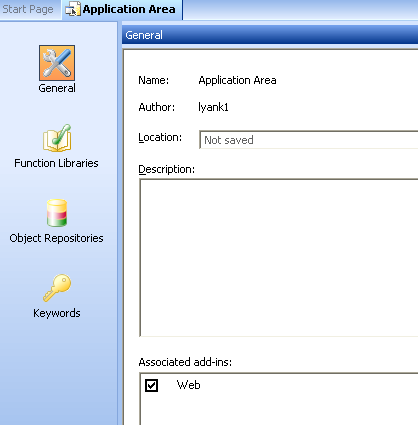 Start Page
Application Area
General
General
Function Libraries
Object Repositories
Keywords
Name: Application Area
Author: lyank1
Location: Not saved
Description:
Associated add-ins:
Web